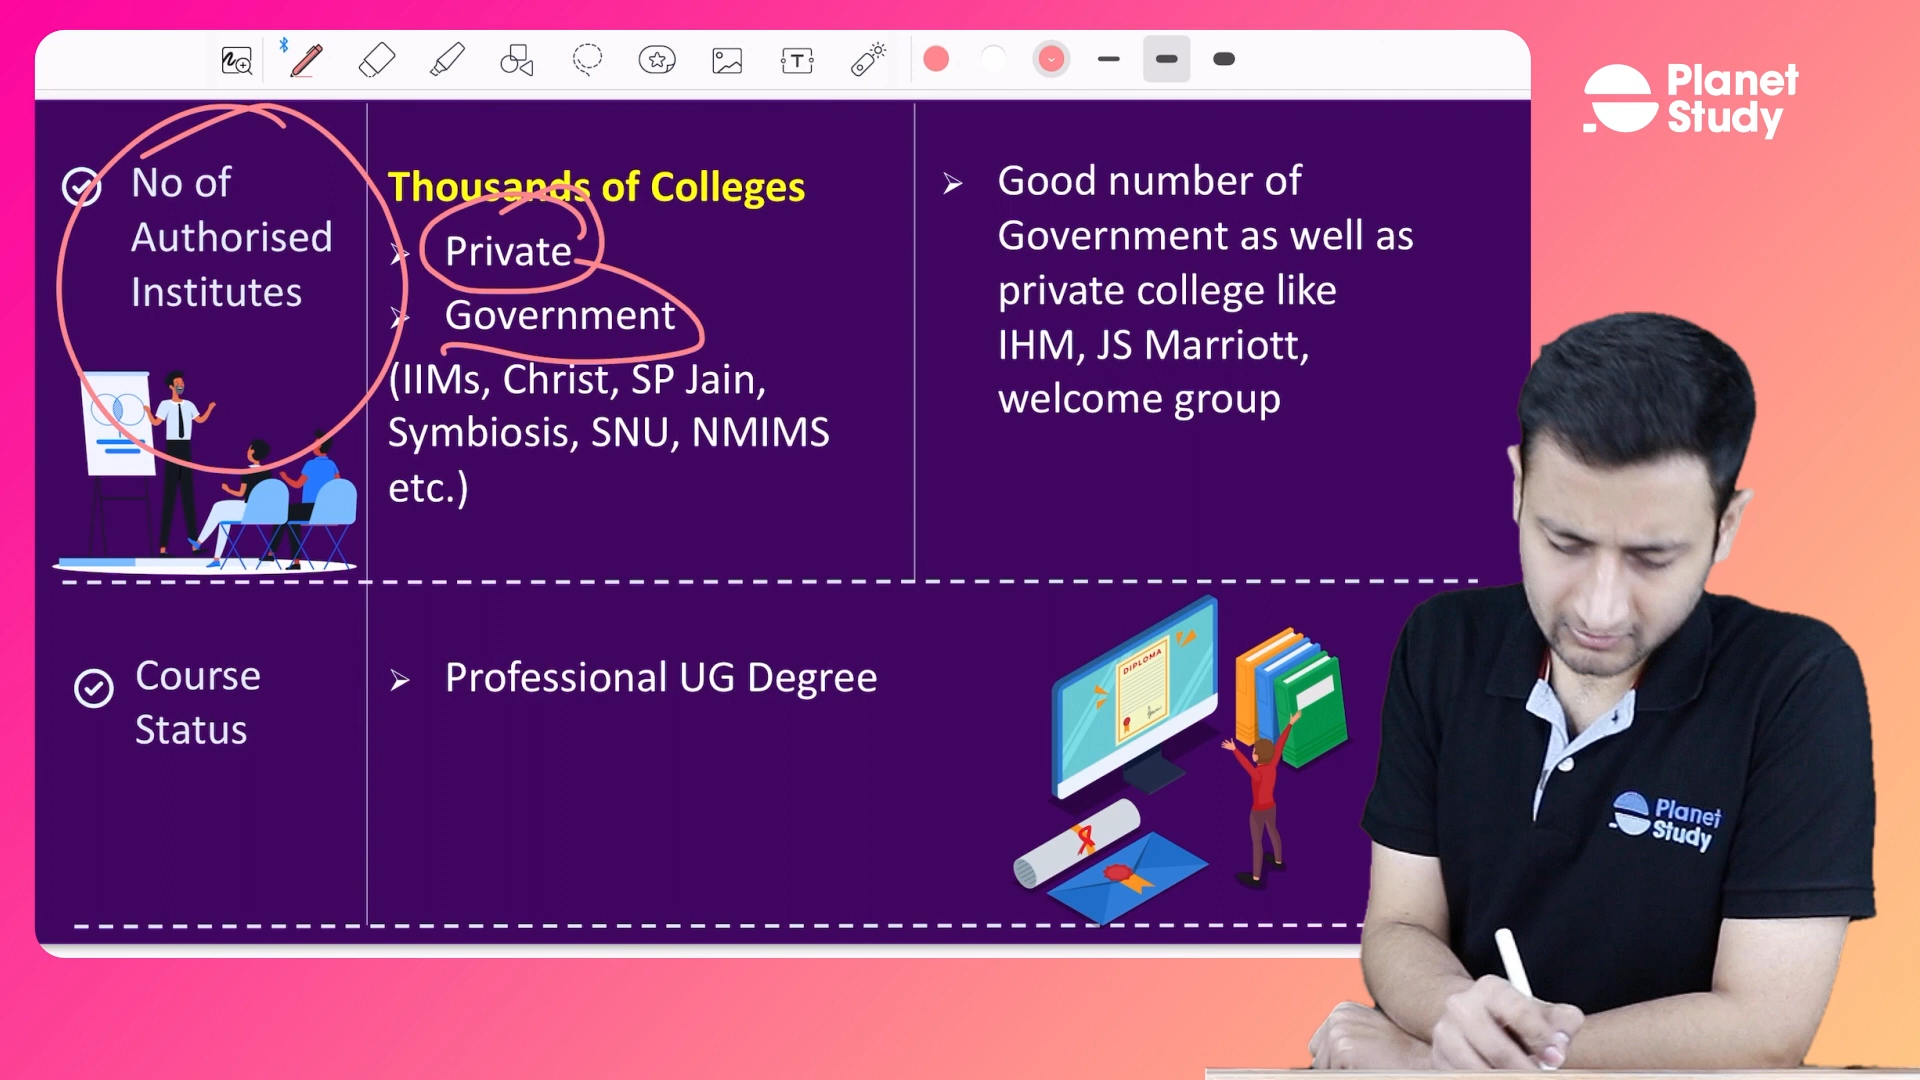 Planet
Study
No of
Authorised
Institutes
Thousands of Colleges
➢ Private
➢ Government
(IIMs, Christ, SP Jain,
Symbiosis, SNU, NMIMS
etc.)
➢ Good number of
Government as well as
private college like
IHM, JS Marriott,
welcome group
Course
Status
➢ Professional UG Degree
DIPLOMA
Planet
Study